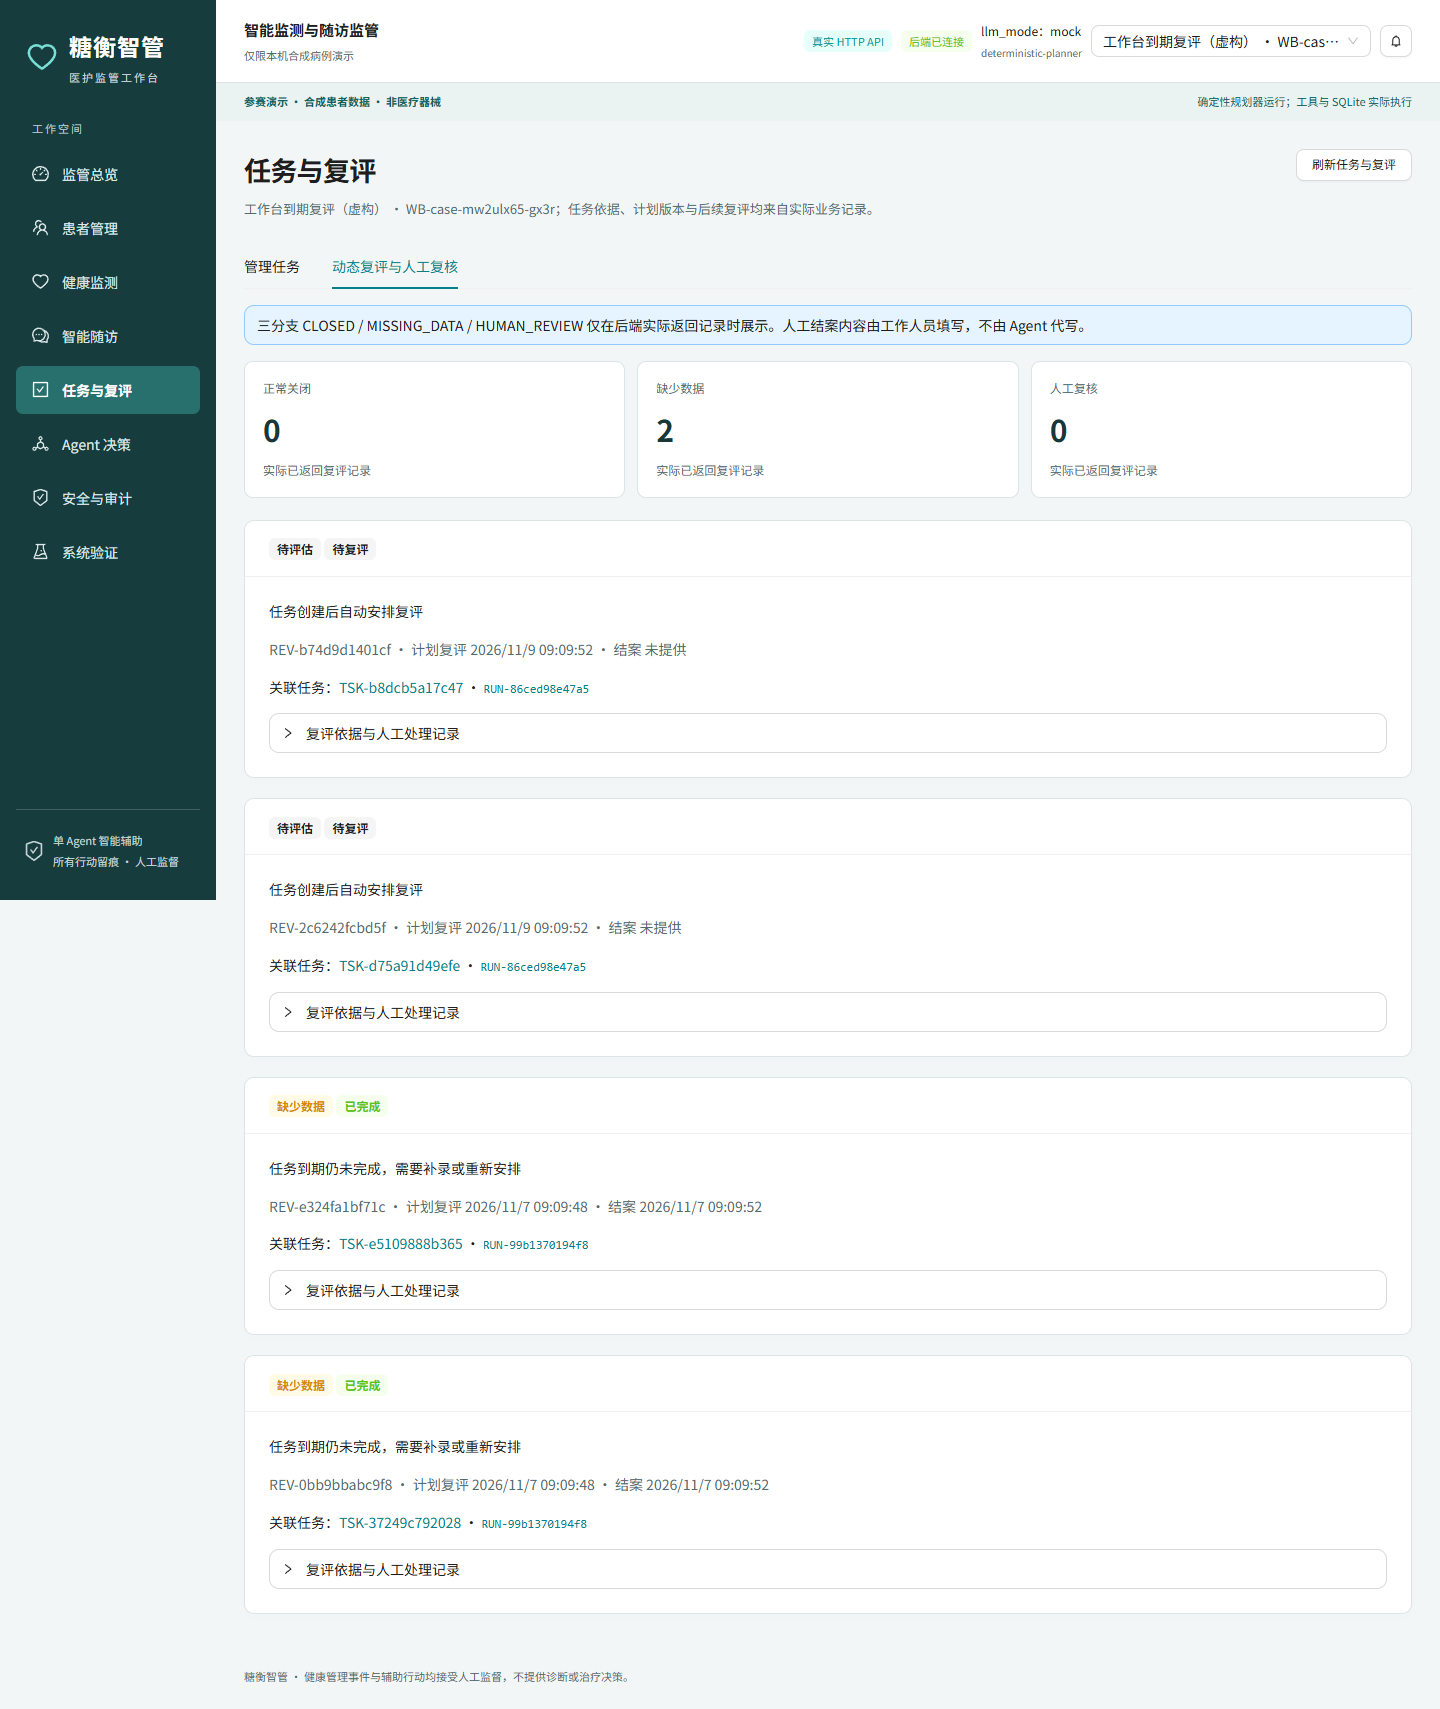 糖衡智管
医护监管工作台
工作空间
监管总览
患者管理
健康监测
智能随访
任务与复评
Agent 决策
安全与审计
系统验证
单 Agent 智能辅助
所有行动留痕 · 人工监督
智能监测与随访监管
仅限本机合成病例演示
真实 HTTP API
后端已连接
llm_mode：mock
deterministic-planner
工作台到期复评（虚构） · WB-cas···
参赛演示 · 合成患者数据 · 非医疗器械
确定性规划器运行；工具与 SQLite 实际执行
任务与复评
刷新任务与复评
工作台到期复评（虚构） · WB-case-mw2ulx65-gx3r；任务依据、计划版本与后续复评均来自实际业务记录。
管理任务
动态复评与人工复核
三分支 CLOSED / MISSING_DATA / HUMAN_REVIEW 仅在后端实际返回记录时展示。人工结案内容由工作人员填写，不由 Agent 代写。
正常关闭
0
实际已返回复评记录
缺少数据
2
实际已返回复评记录
人工复核
0
实际已返回复评记录
待评估 待复评
任务创建后自动安排复评
REV-b74d9d1401cf · 计划复评 2026/11/9 09:09:52 · 结案 未提供
关联任务：TSK-b8dcb5a17c47 · RUN-86ced98e47a5
复评依据与人工处理记录
待评估 待复评
任务创建后自动安排复评
REV-2c6242fcbd5f · 计划复评 2026/11/9 09:09:52 · 结案 未提供
关联任务：TSK-d75a91d49efe · RUN-86ced98e47a5
复评依据与人工处理记录
缺少数据 已完成
任务到期仍未完成，需要补录或重新安排
REV-e324fa1bf71c · 计划复评 2026/11/7 09:09:48 · 结案 2026/11/7 09:09:52
关联任务：TSK-e5109888b365 · RUN-99b1370194f8
复评依据与人工处理记录
缺少数据 已完成
任务到期仍未完成，需要补录或重新安排
REV-0bb9bbabc9f8 · 计划复评 2026/11/7 09:09:48 · 结案 2026/11/7 09:09:52
关联任务：TSK-37249c792028 · RUN-99b1370194f8
复评依据与人工处理记录
糖衡智管 · 健康管理事件与辅助行动均接受人工监督，不提供诊断或治疗决策。